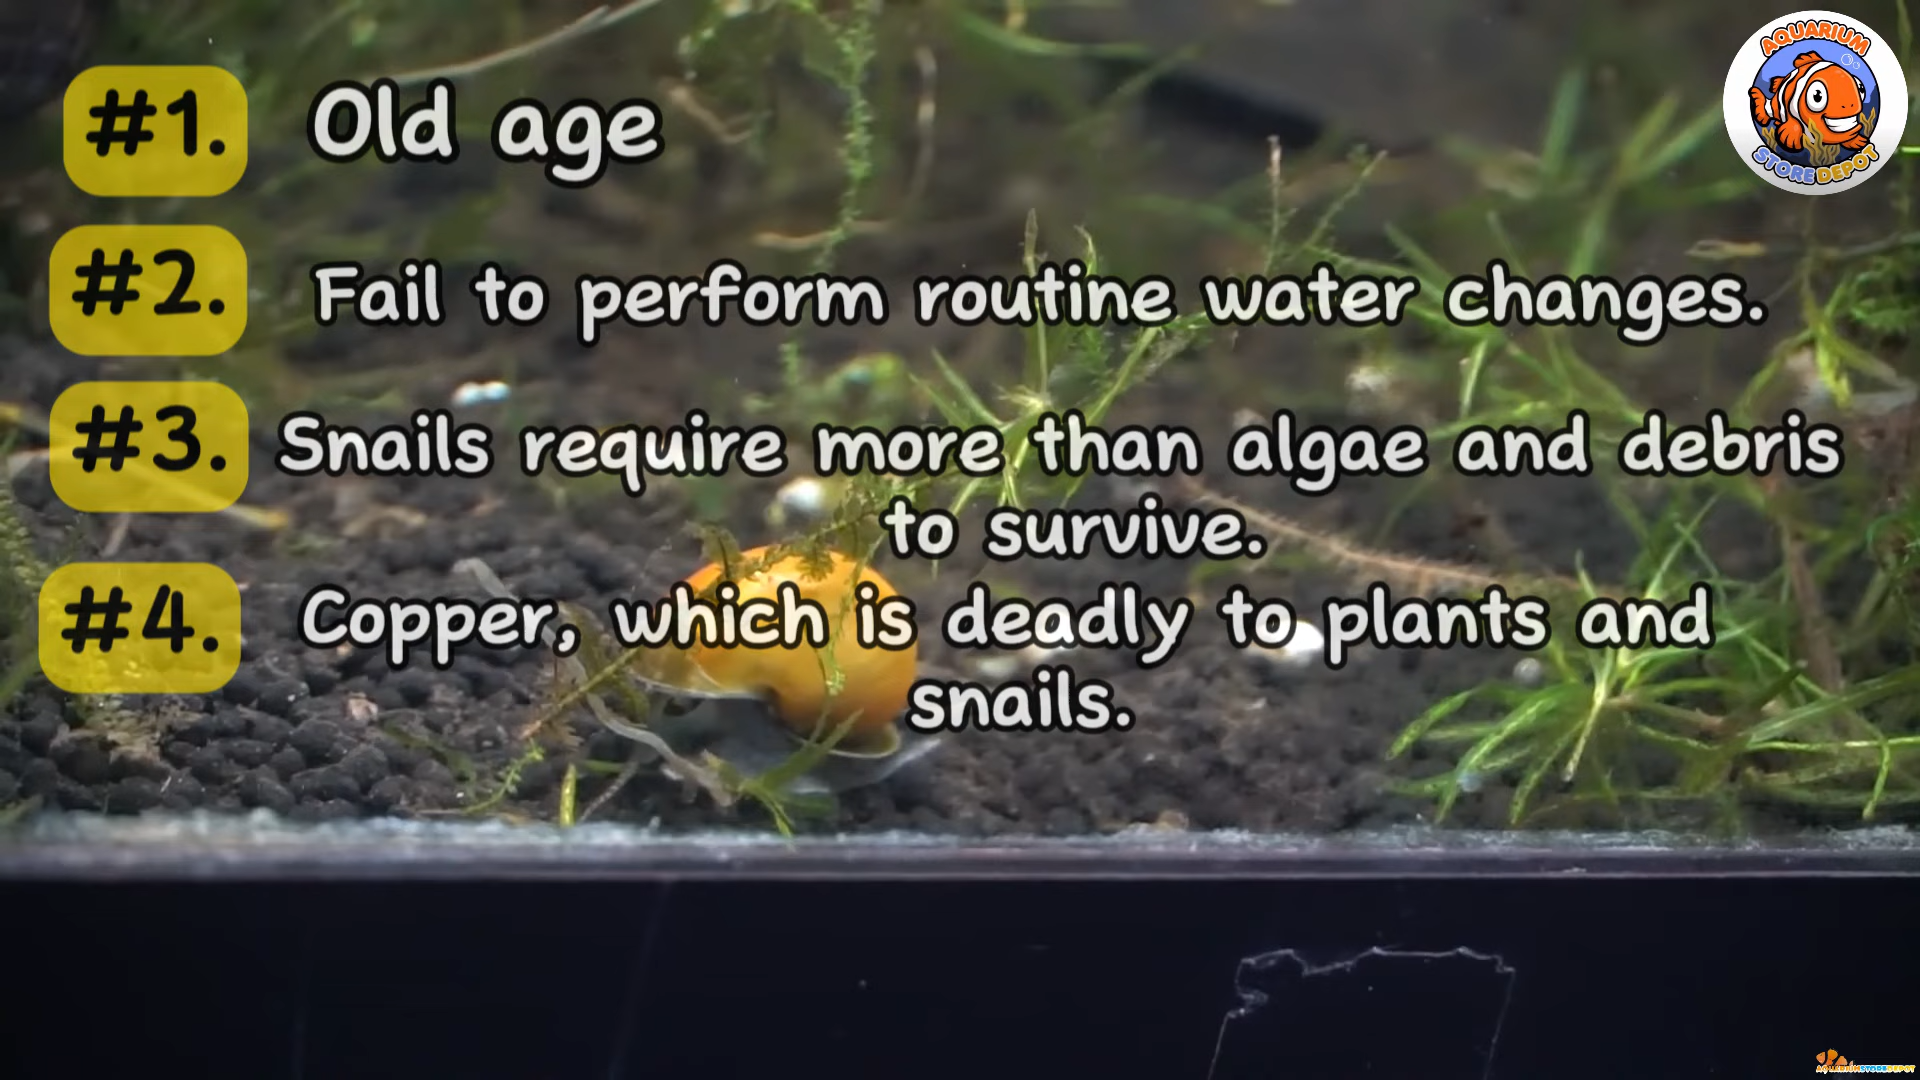 AQUARIUM
STORE DEPOT
#1. Old age
#2. Fail to perform routine water changes.
#3. Snails require more than algae and debris
to survive.
#4. Copper, which is deadly to plants and
snails.
AQUARIUMSTOREDEPOT